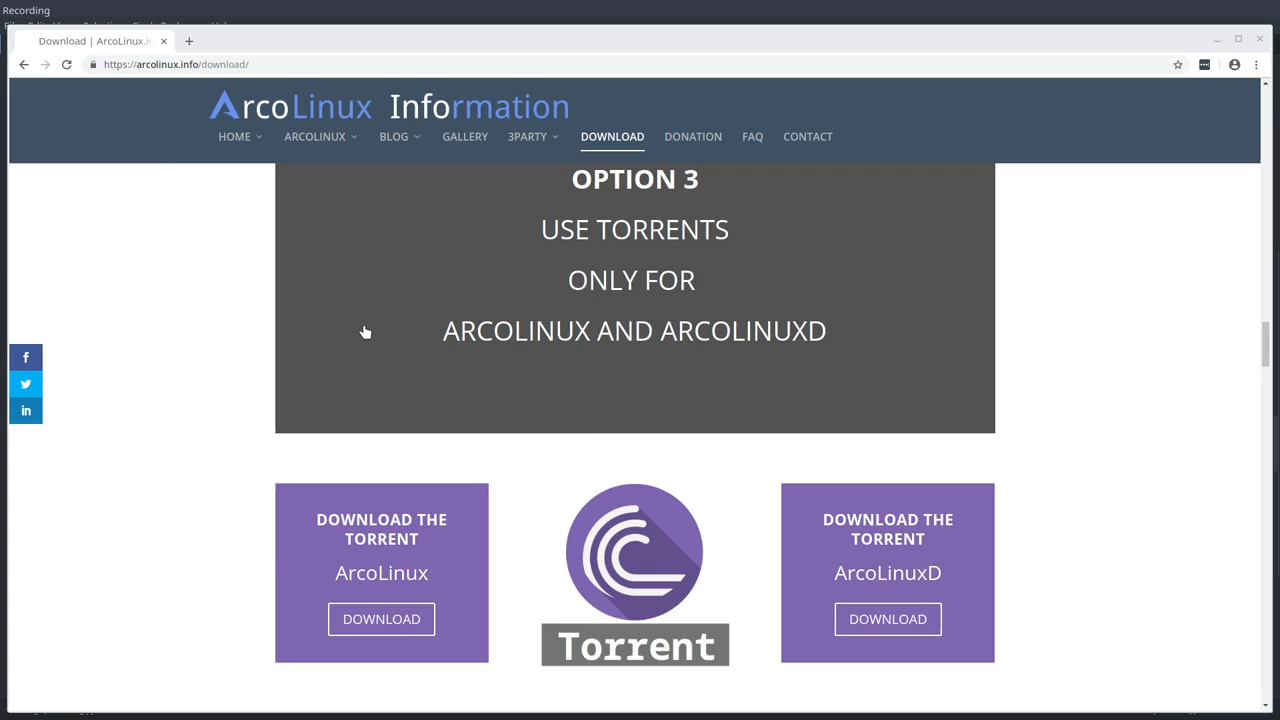 Recording
Download | ArcoLinux.in
https://arcolinux.info/download/
ArcoLinux Information
HOME
ARCOLINUX
BLOG
GALLERY
3PARTY
DOWNLOAD
DONATION
FAQ
CONTACT
OPTION 3
USE TORRENTS
ONLY FOR
ARCOLINUX AND ARCOLINUXD
f
in
DOWNLOAD THE
TORRENT
ArcoLinux
DOWNLOAD
Torrent
DOWNLOAD THE
TORRENT
ArcoLinuxD
DOWNLOAD